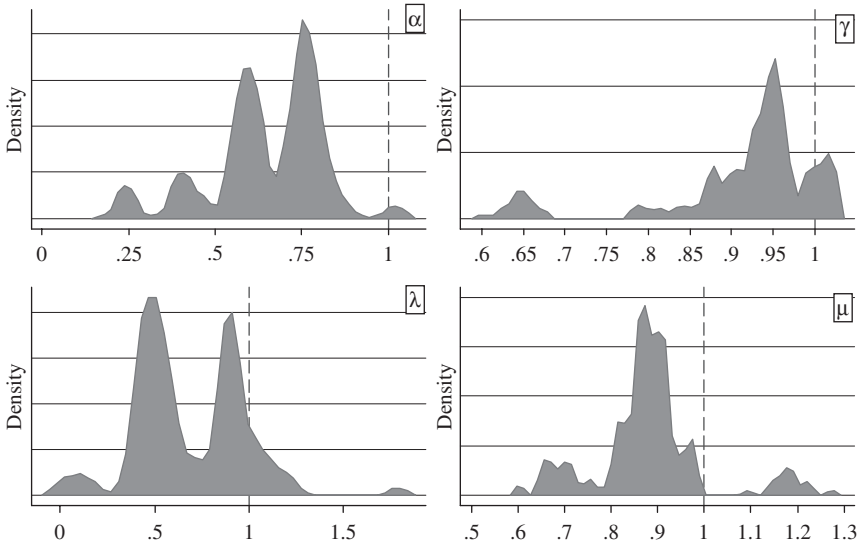 α
Density
0 .25 .5 .75 1
γ
Density
.6 .65 .7 .75 .8 .85 .9 .95 1
λ
Density
0 .5 1 1.5
μ
Density
.5 .6 .7 .8 .9 1 1.1 1.2 1.3